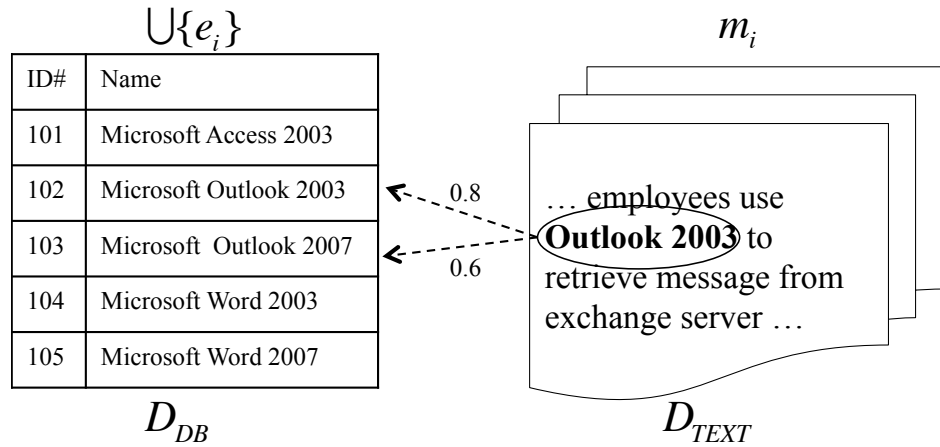 ⋃{e_i}
m_i
ID# Name
101 Microsoft Access 2003
102 Microsoft Outlook 2003
103 Microsoft Outlook 2007
104 Microsoft Word 2003
105 Microsoft Word 2007
0.8
0.6
… employees use
Outlook 2003 to
retrieve message from
exchange server …
D_DB
D_TEXT